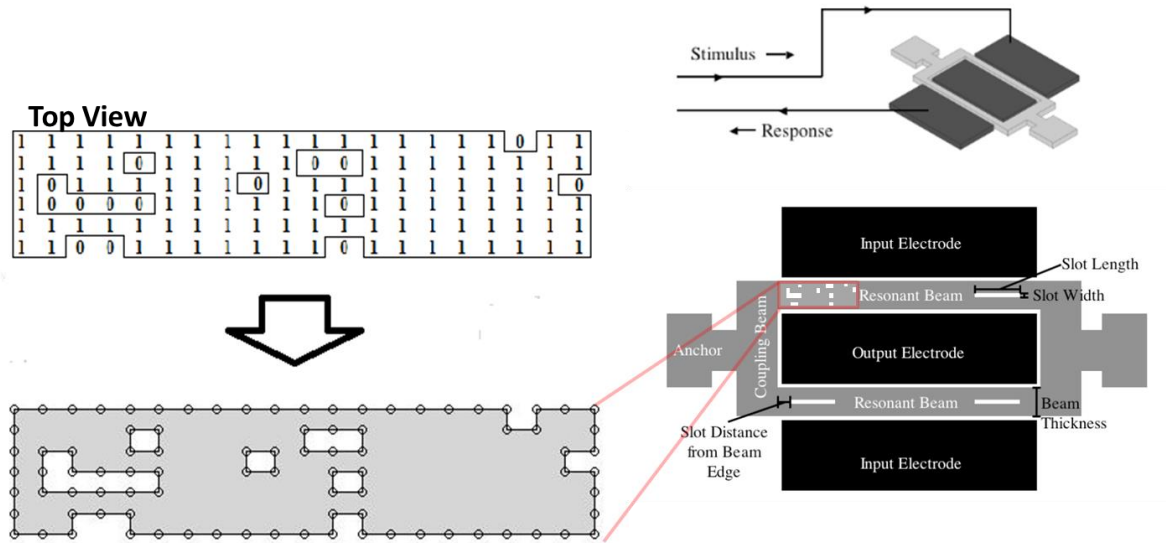 Top View
1 1 1 1 1 1 1 1 1 1 1 1 1 1 1 1 1 0 1 1
1 1 1 1 0 1 1 1 1 1 0 0 1 1 1 1 1 1 1 1
1 0 1 1 1 1 1 1 0 1 1 1 1 1 1 1 1 1 1 0
1 0 0 0 0 1 1 1 1 1 1 0 1 1 1 1 1 1 1 1
1 1 1 1 1 1 1 1 1 1 1 1 1 1 1 1 1 1 1 1
1 1 0 0 1 1 1 1 1 1 1 0 1 1 1 1 1 1 1 1
Stimulus
Response
Input Electrode
Slot Length
Resonant Beam
Slot Width
Coupling Beam
Anchor
Output Electrode
Resonant Beam
Beam
Thickness
Slot Distance
from Beam
Edge
Input Electrode